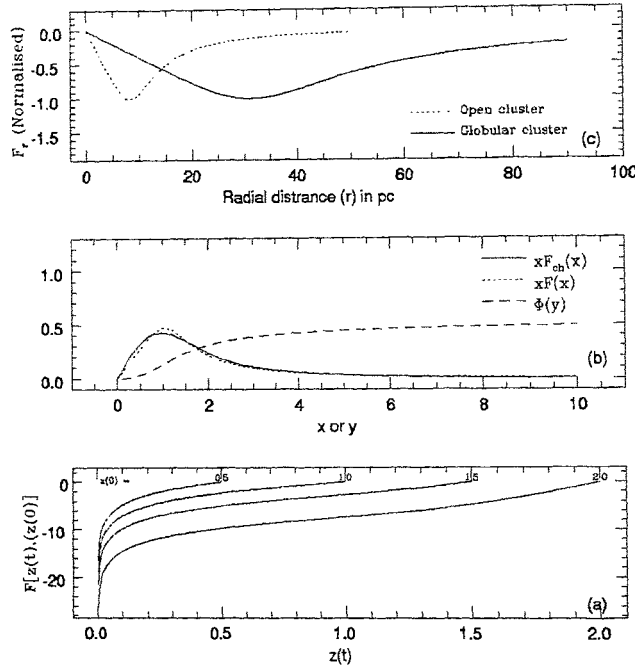 0.0
-0.5
-1.0
-1.5
F_r (Normalised)
Open cluster
Globular cluster
(c)
0 20 40 60 80 100
Radial distrance (r) in pc
1.0
0.5
0.0
xF_ch(x)
xF(x)
Φ(y)
(b)
0 2 4 6 8 10
x or y
z(0) = 0.5 1.0 1.5 2.0
0
-10
-20
F[z(t),(z(0)]
(a)
0.0 0.5 1.0 1.5 2.0
z(t)